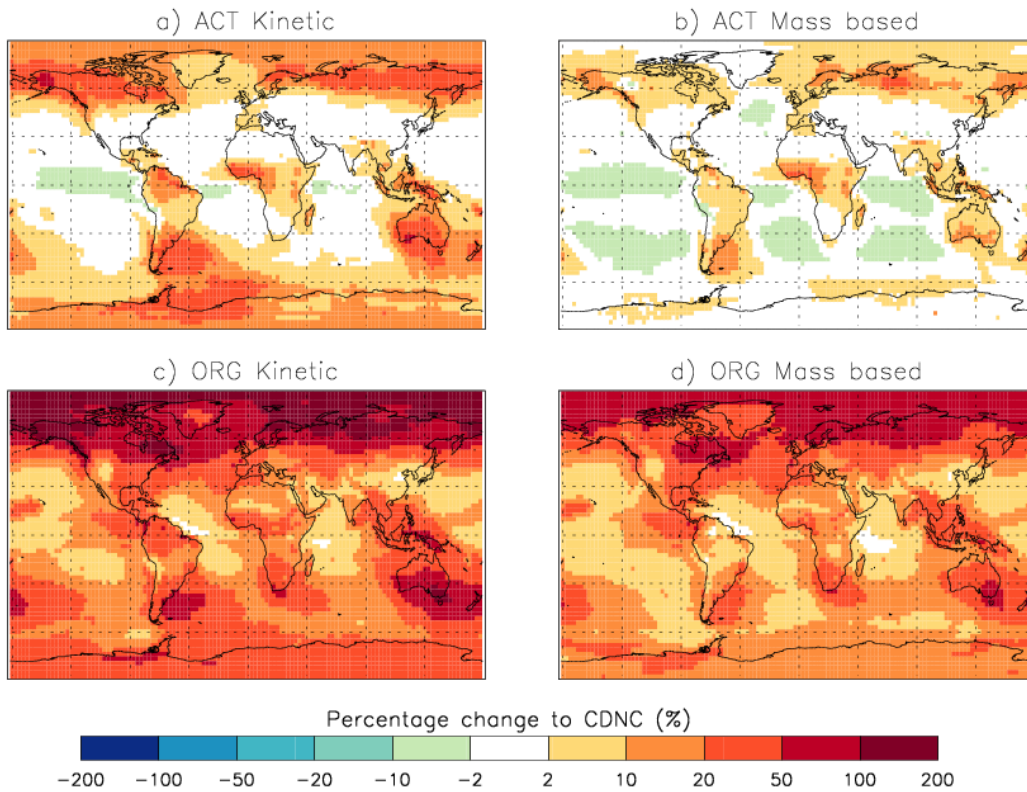 a) ACT Kinetic
b) ACT Mass based
c) ORG Kinetic
d) ORG Mass based
Percentage change to CDNC (%)
-200 -100 -50 -20 -10 -2 2 10 20 50 100 200